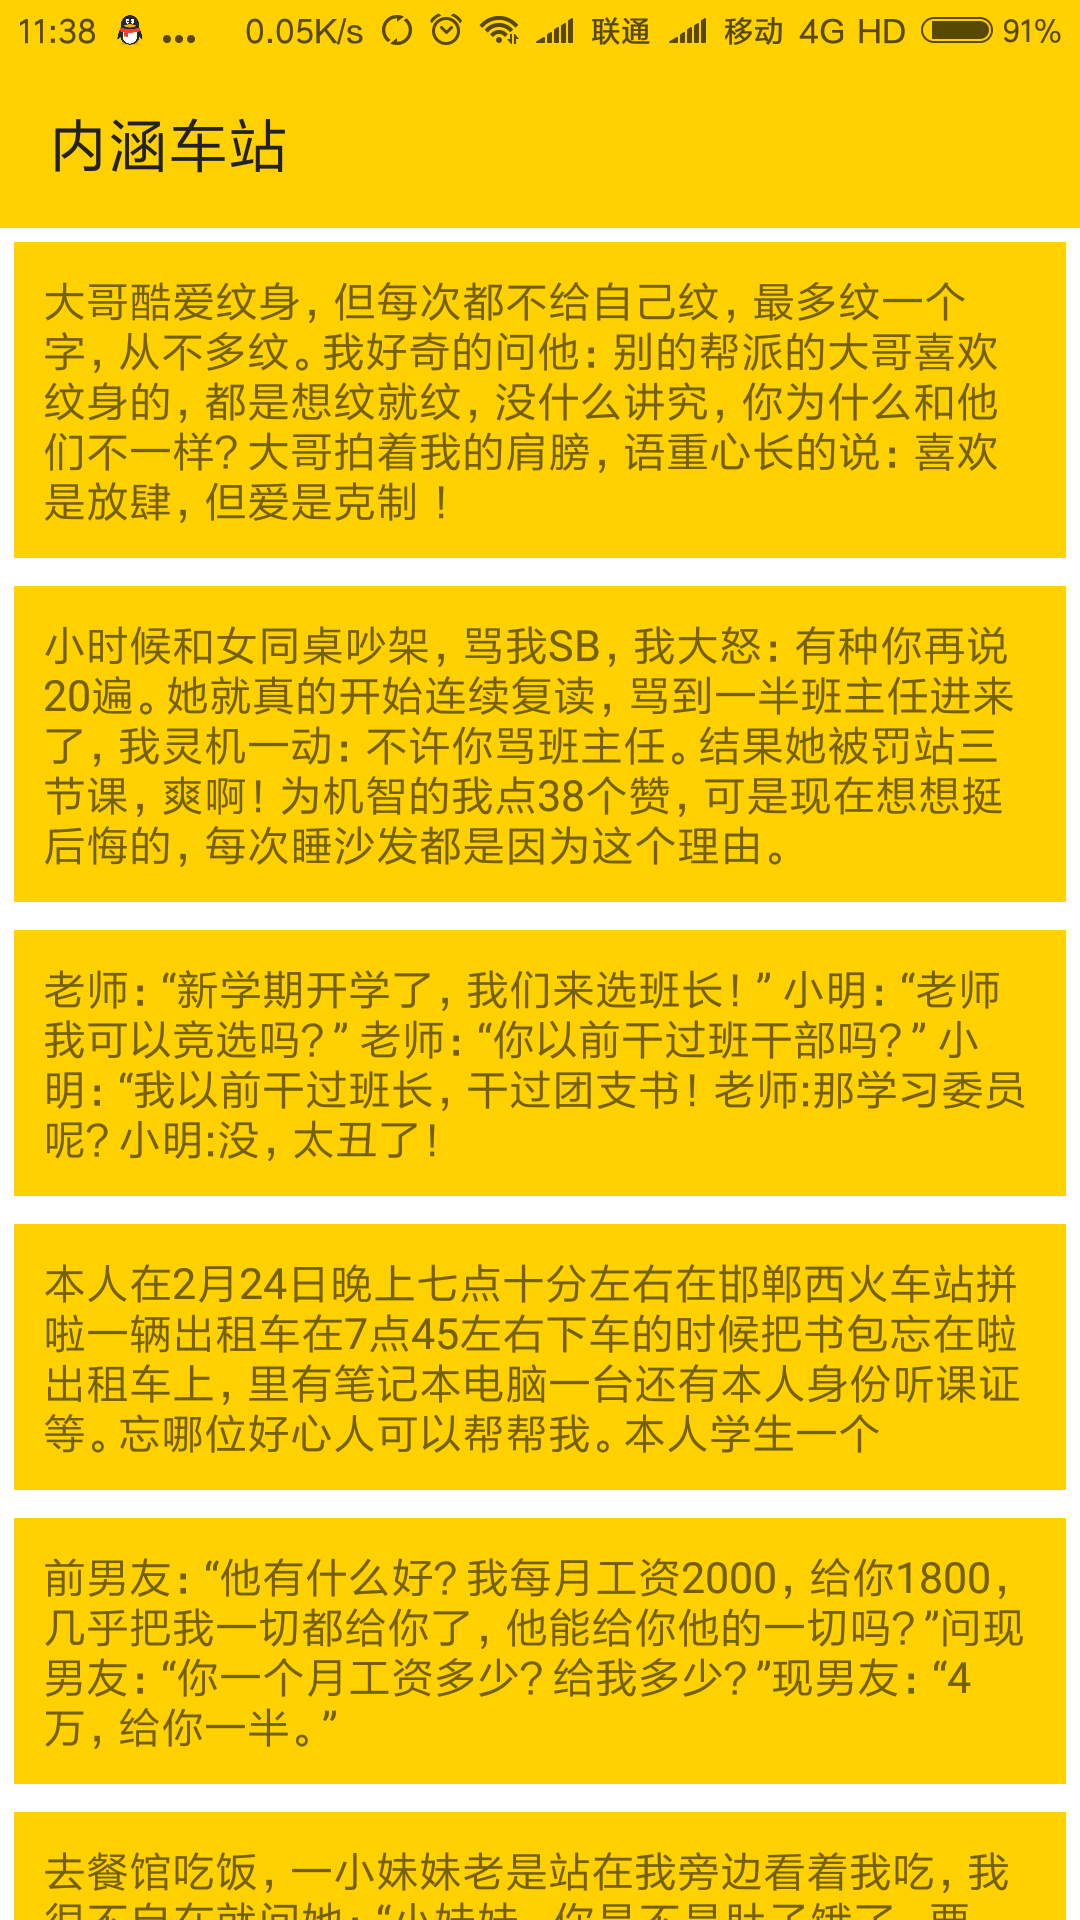 11:38 ... 0.05K/s 联通 移动 4G HD 91%
内涵车站
大哥酷爱纹身，但每次都不给自己纹，最多纹一个
字，从不多纹。我好奇的问他：别的帮派的大哥喜欢
纹身的，都是想纹就纹，没什么讲究，你为什么和他
们不一样？大哥拍着我的肩膀，语重心长的说：喜欢
是放肆，但爱是克制 ！
小时候和女同桌吵架，骂我SB，我大怒：有种你再说
20遍。她就真的开始连续复读，骂到一半班主任进来
了，我灵机一动：不许你骂班主任。结果她被罚站三
节课，爽啊！为机智的我点38个赞，可是现在想想挺
后悔的，每次睡沙发都是因为这个理由。
老师：“新学期开学了，我们来选班长！” 小明：“老师
我可以竞选吗？” 老师：“你以前干过班干部吗？” 小
明：“我以前干过班长，干过团支书！老师:那学习委员
呢？小明:没，太丑了！
本人在2月24日晚上七点十分左右在邯郸西火车站拼
啦一辆出租车在7点45左右下车的时候把书包忘在啦
出租车上，里有笔记本电脑一台还有本人身份听课证
等。忘哪位好心人可以帮帮我。本人学生一个
前男友：“他有什么好？我每月工资2000，给你1800，
几乎把我一切都给你了，他能给你他的一切吗？”问现
男友：“你一个月工资多少？给我多少？”现男友：“4
万，给你一半。”
去餐馆吃饭，一小妹妹老是站在我旁边看着我吃，我
很不自在就问她：“小妹妹，你是不是肚子饿了，要